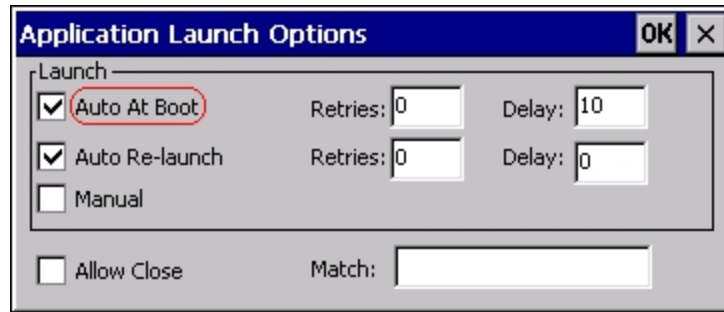 Application Launch Options OK ×
Launch
Auto At Boot Retries: 0 Delay: 10
Auto Re-launch Retries: 0 Delay: 0
Manual
Allow Close Match: